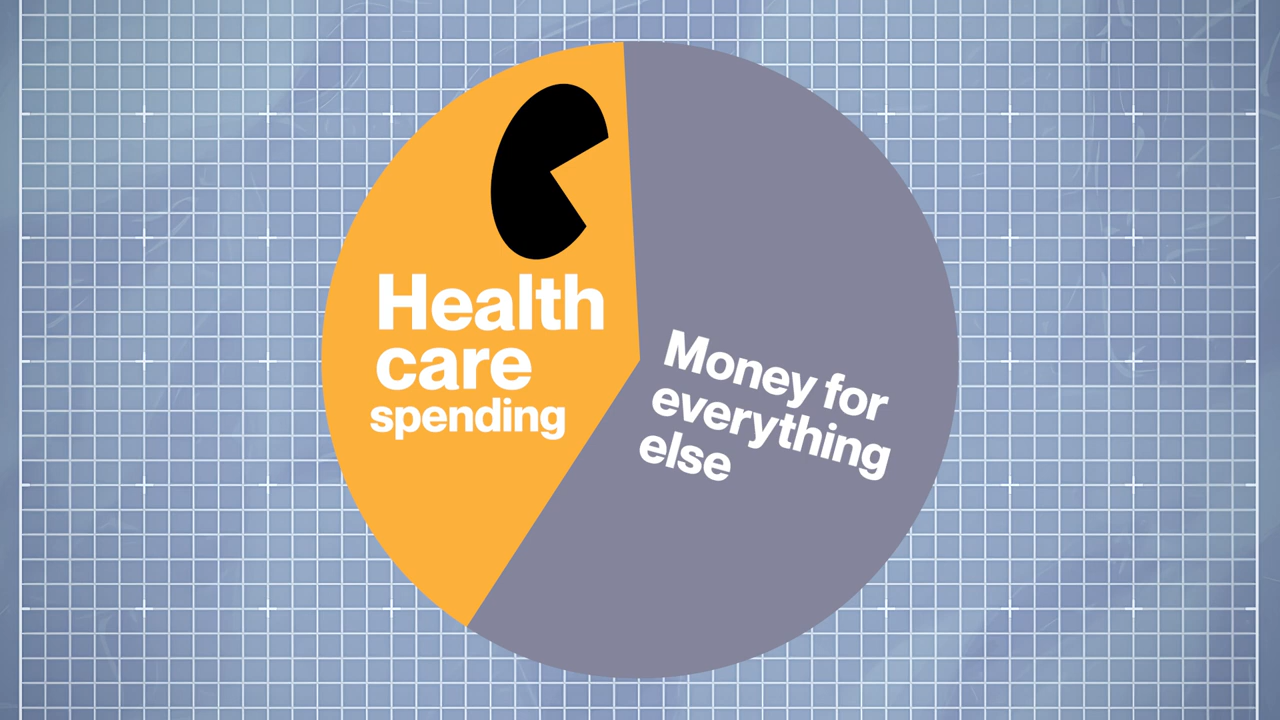 Health
care
spending
Money for
everything
else